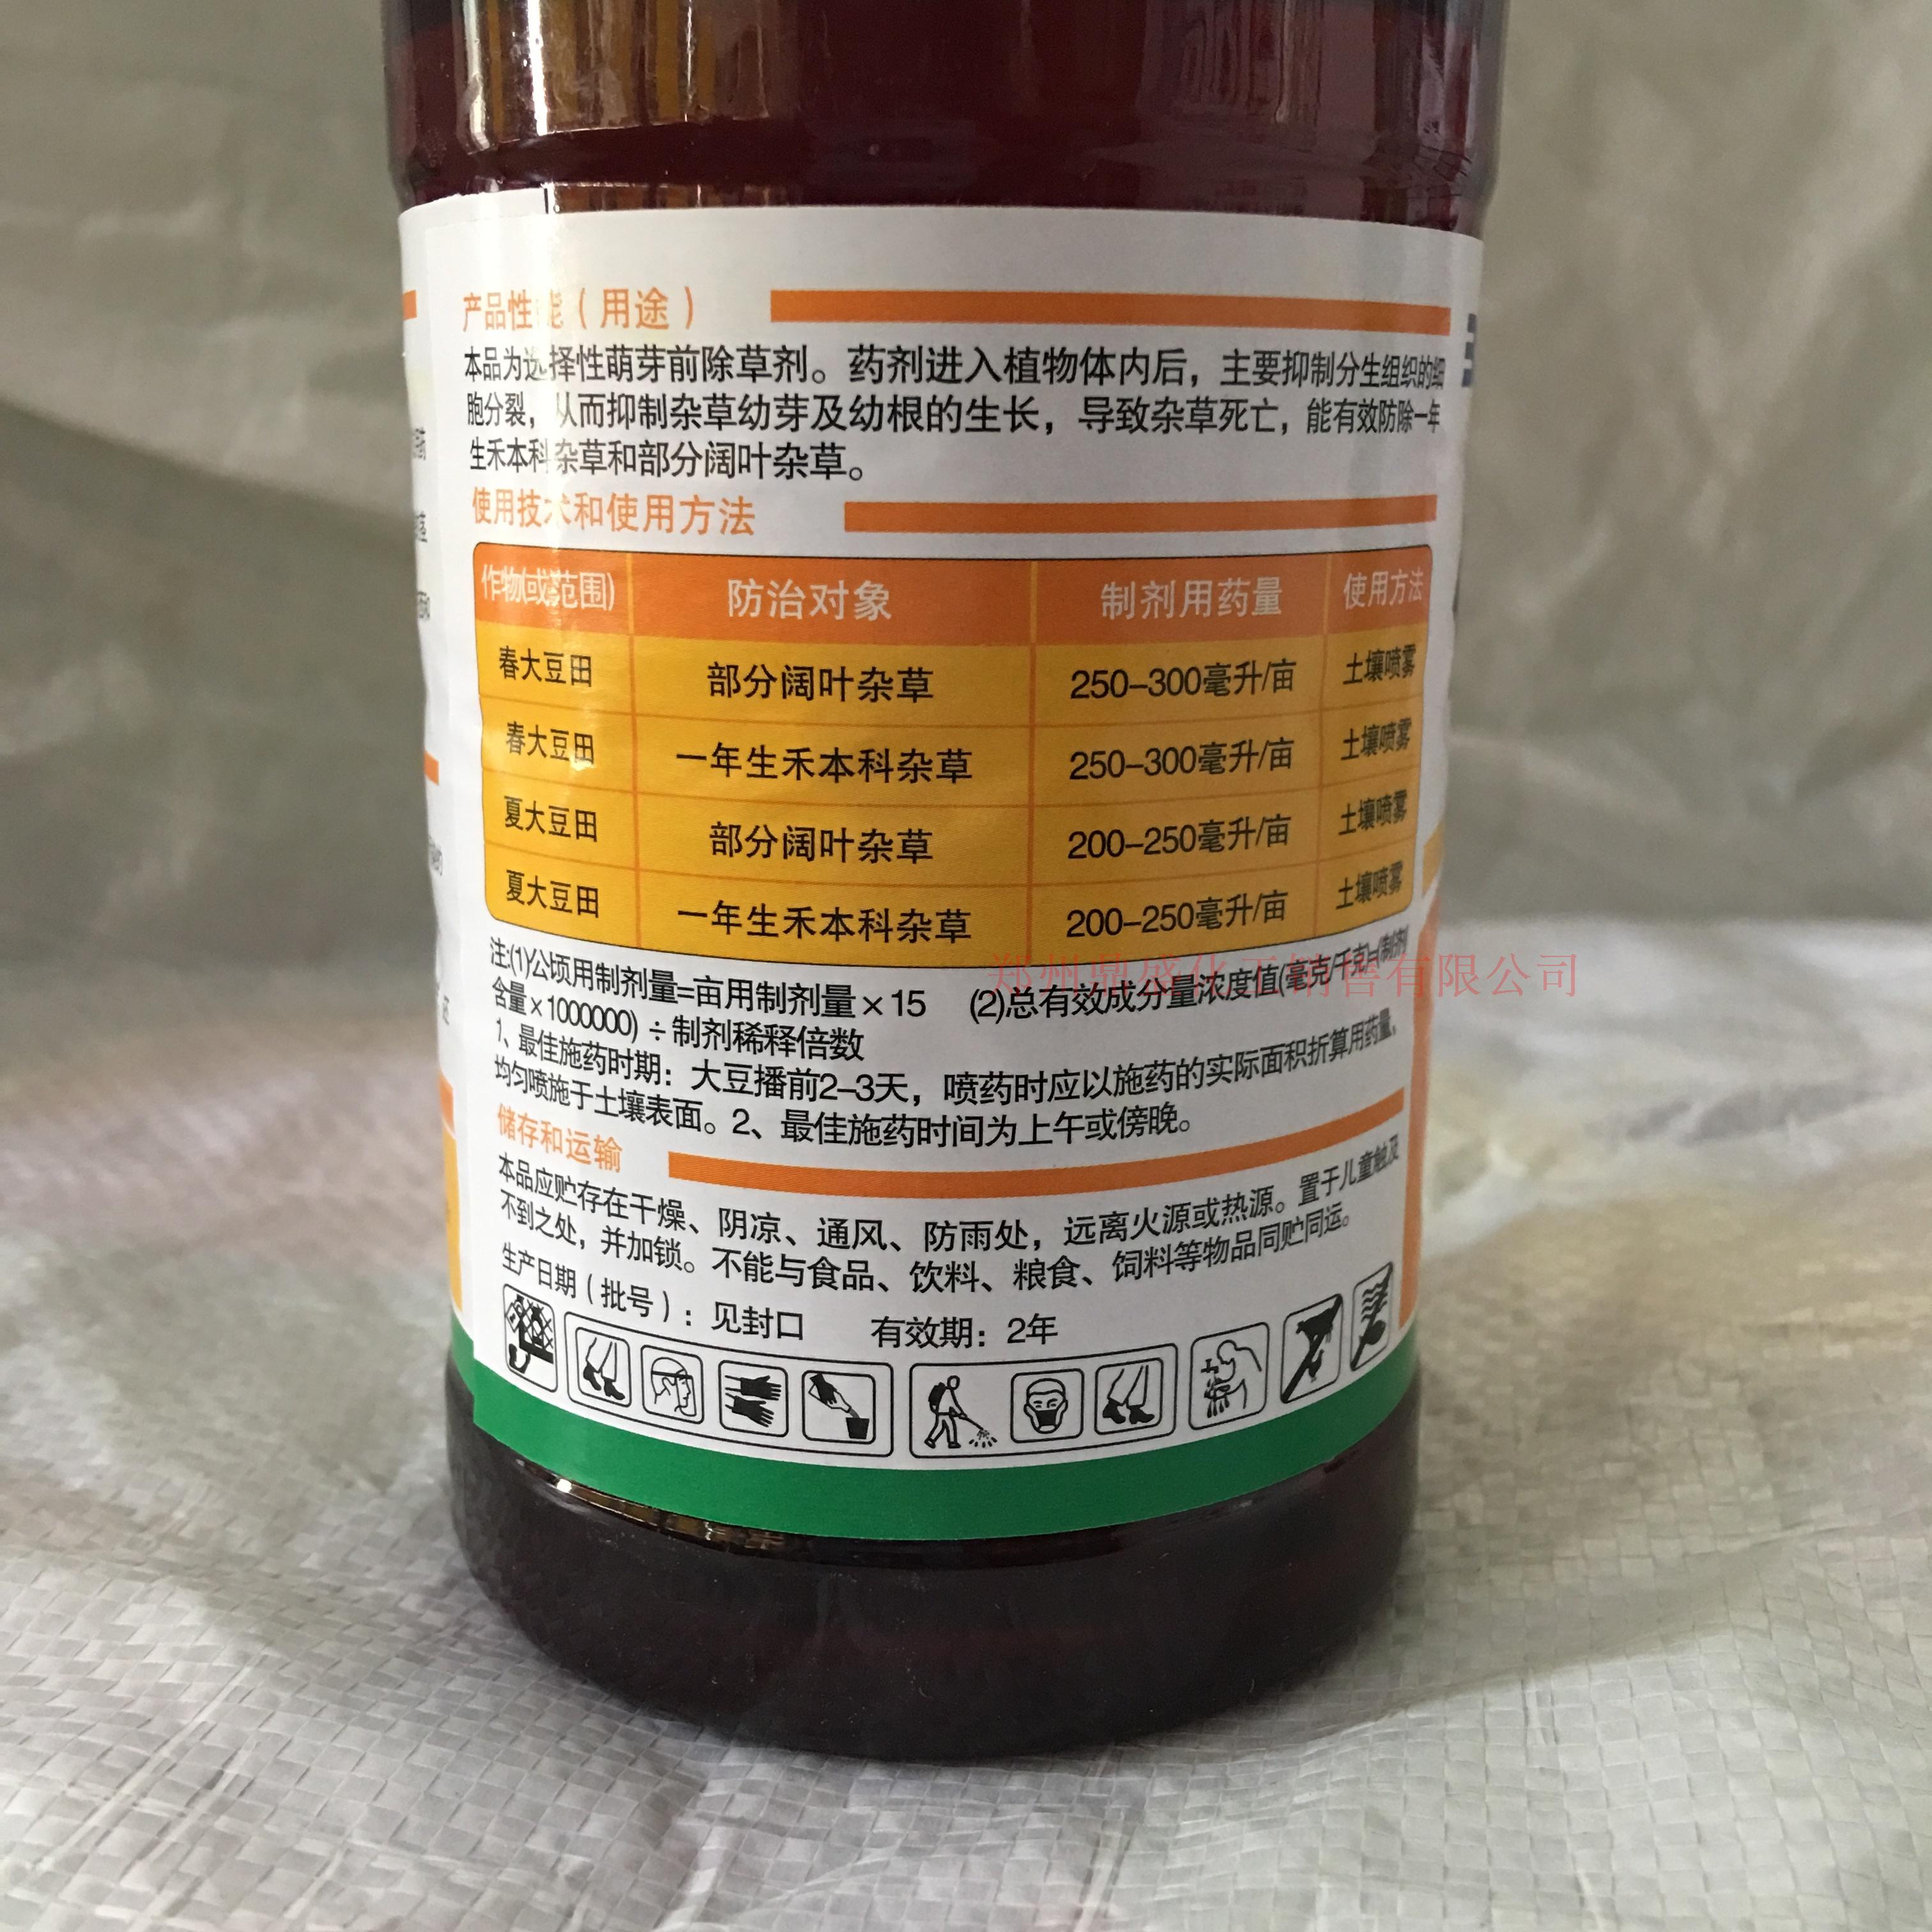 产品性能（用途）
本品为选择性萌芽前除草剂。药剂进入植物体内后，主要抑制分生组织的细
胞分裂，从而抑制杂草幼芽及幼根的生长，导致杂草死亡，能有效防除一年
生禾本科杂草和部分阔叶杂草。
使用技术和使用方法
作物(或范围) 防治对象 制剂用药量 使用方法
春大豆田 部分阔叶杂草 250-300毫升/亩 土壤喷雾
春大豆田 一年生禾本科杂草 250-300毫升/亩 土壤喷雾
夏大豆田 部分阔叶杂草 200-250毫升/亩 土壤喷雾
夏大豆田 一年生禾本科杂草 200-250毫升/亩 土壤喷雾
注:(1)公顷用制剂量=亩用制剂量×15 (2)总有效成分量浓度值(毫克/千克)=(制剂
含量×1000000)÷制剂稀释倍数
1、最佳施药时期：大豆播前2-3天，喷药时应以施药的实际面积折算用药量，
均匀喷施于土壤表面。2、最佳施药时间为上午或傍晚。
储存和运输
本品应贮存在干燥、阴凉、通风、防雨处，远离火源或热源。置于儿童触及
不到之处，并加锁。不能与食品、饮料、粮食、饲料等物品同贮同运。
生产日期（批号）：见封口 有效期：2年
郑州鼎盛化工销售有限公司